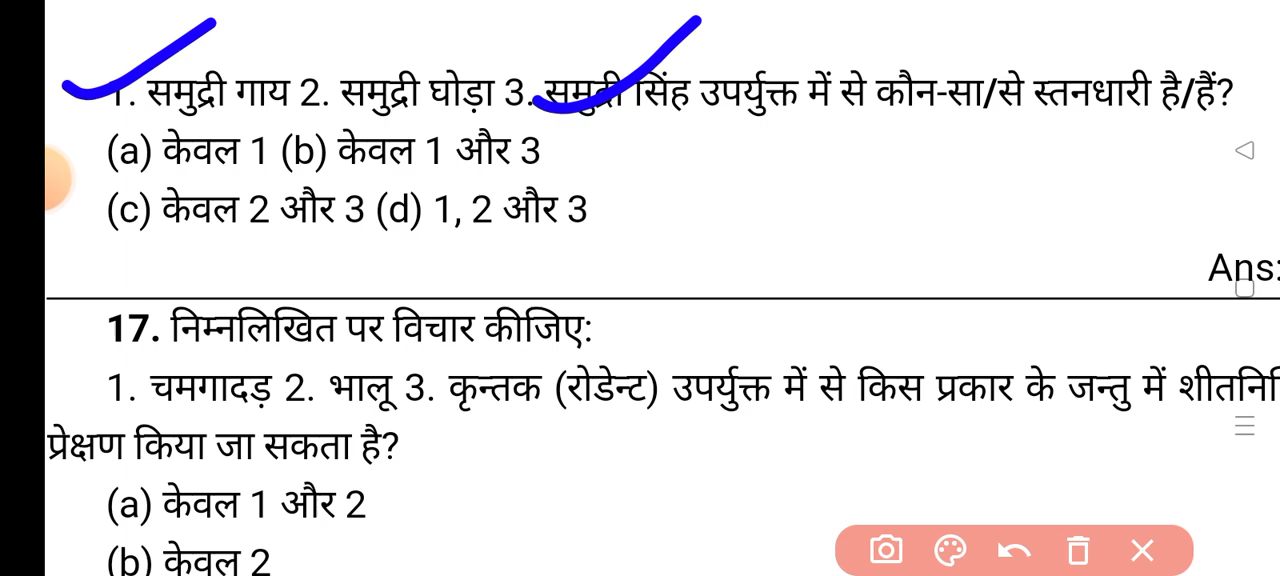 1. समुद्री गाय 2. समुद्री घोड़ा 3. समुद्री सिंह उपर्युक्त में से कौन-सा/से स्तनधारी है/हैं?
(a) केवल 1 (b) केवल 1 और 3
(c) केवल 2 और 3 (d) 1, 2 और 3
Ans:
17. निम्नलिखित पर विचार कीजिए:
1. चमगादड़ 2. भालू 3. कृन्तक (रोडेन्ट) उपर्युक्त में से किस प्रकार के जन्तु में
प्रेक्षण किया जा सकता है?
(a) केवल 1 और 2
(b) केवल 2